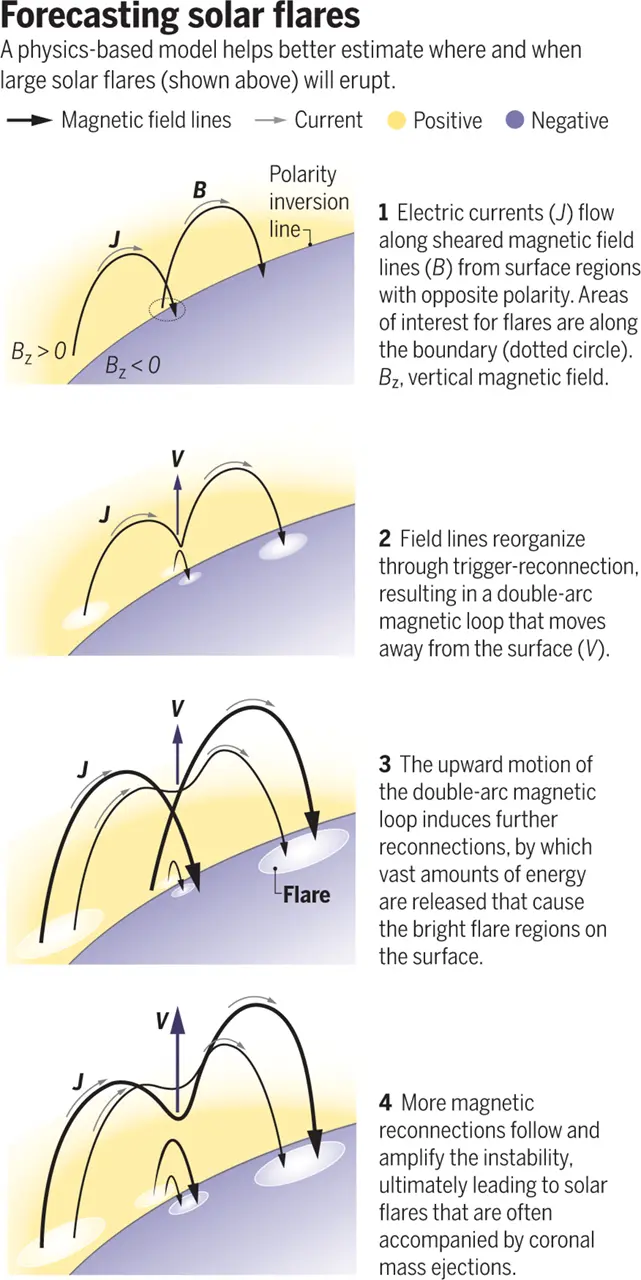 Forecasting solar flares
A physics-based model helps better estimate where and when
large solar flares (shown above) will erupt.
Magnetic field lines Current Positive Negative
B
J
Polarity
inversion
line
Bz > 0
Bz < 0
1 Electric currents (J) flow
along sheared magnetic field
lines (B) from surface regions
with opposite polarity. Areas
of interest for flares are along
the boundary (dotted circle).
Bz, vertical magnetic field.
V
J
2 Field lines reorganize
through trigger-reconnection,
resulting in a double-arc
magnetic loop that moves
away from the surface (V).
V
J
Flare
3 The upward motion of
the double-arc magnetic
loop induces further
reconnections, by which
vast amounts of energy
are released that cause
the bright flare regions on
the surface.
V
J
4 More magnetic
reconnections follow and
amplify the instability,
ultimately leading to solar
flares that are often
accompanied by coronal
mass ejections.